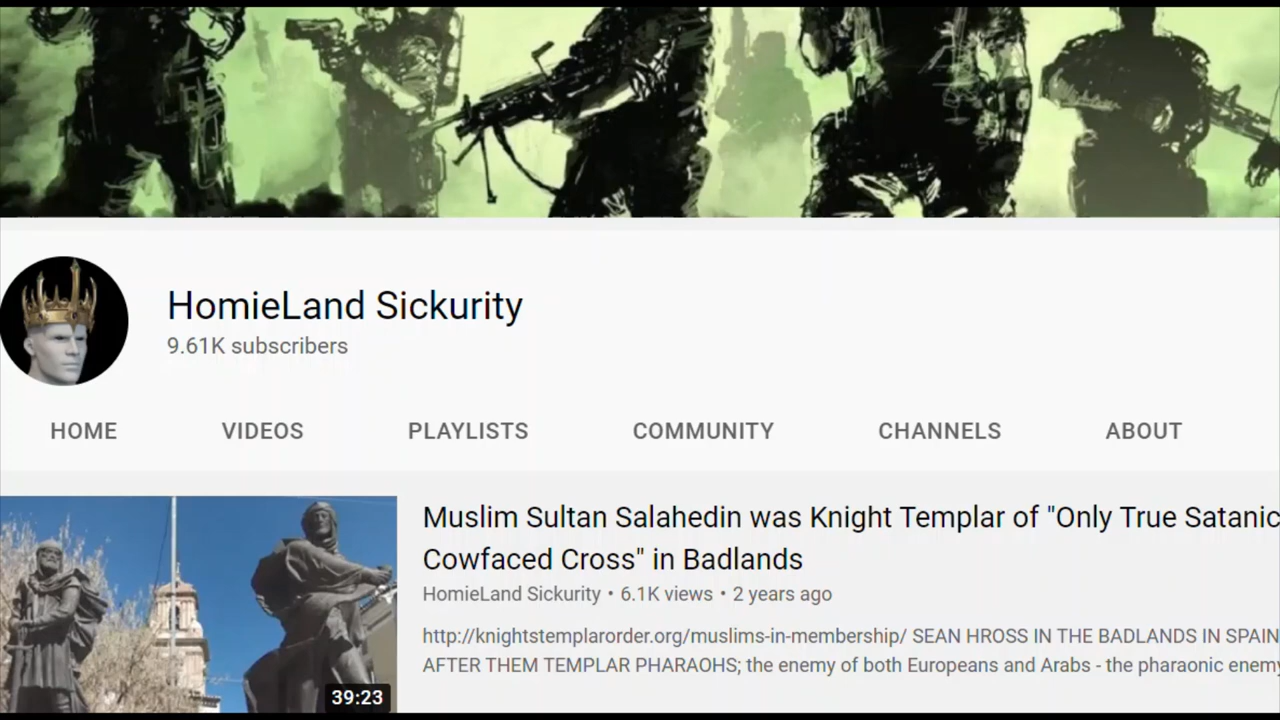 HomieLand Sickurity
9.61K subscribers
HOME VIDEOS PLAYLISTS COMMUNITY CHANNELS ABOUT
Muslim Sultan Salahedin was Knight Templar of "Only True Satanic
Cowfaced Cross" in Badlands
HomieLand Sickurity • 6.1K views • 2 years ago
http://knightstemplarorder.org/muslims-in-membership/ SEAN HROSS IN THE BADLANDS IN SPAIN
AFTER THEM TEMPLAR PHARAOHS; the enemy of both Europeans and Arabs - the pharaonic enemy
39:23